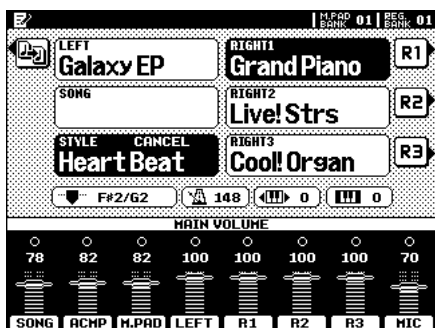 M.PAD BANK 01 REG. BANK 01
LEFT
Galaxy EP
RIGHT1
Grand Piano
R1
SONG
RIGHT2
Live! Strs
R2
STYLE CANCEL
Heart Beat
RIGHT3
Cool! Organ
R3
F#2/G2 148 0 0
MAIN VOLUME
78 82 82 100 100 100 100 70
SONG ACMP M.PAD LEFT R1 R2 R3 MIC